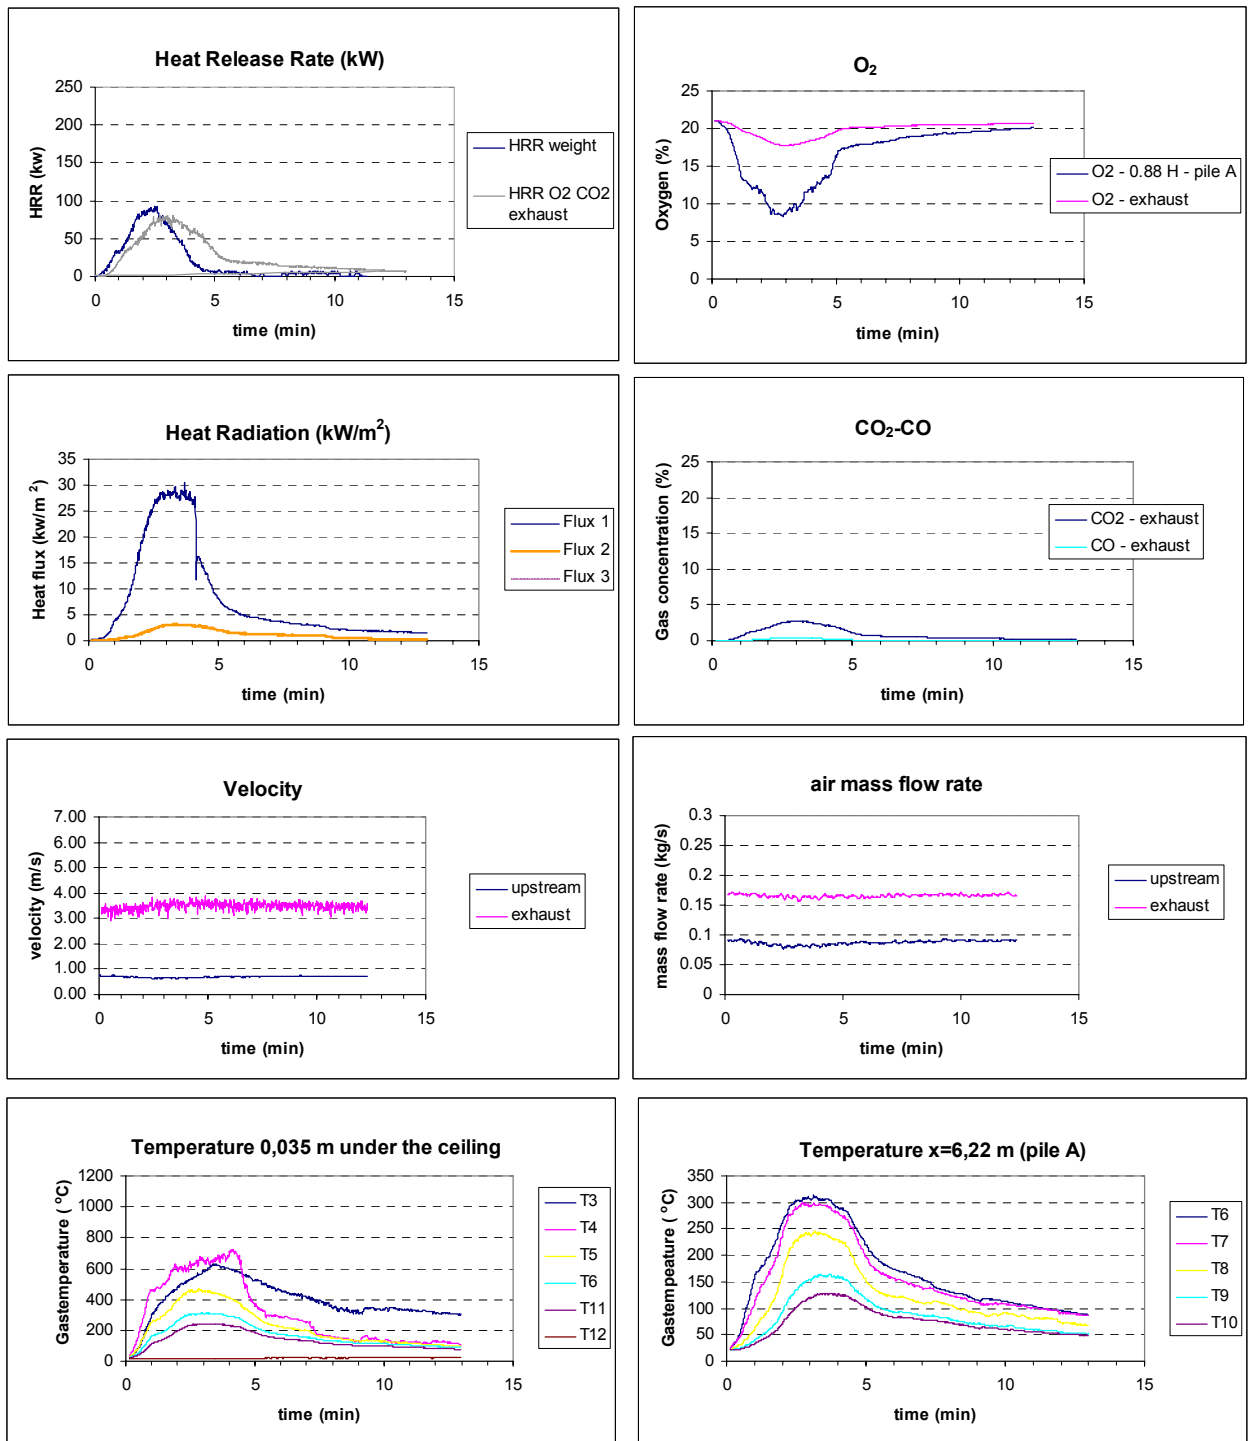 Heat Release Rate (kW)
250
200
150
100
50
0
HRR (kw)
0 5 10 15
time (min)
HRR weight
HRR O2 CO2
exhaust
O₂
25
20
15
10
5
0
Oxygen (%)
0 5 10 15
time (min)
O2 - 0.88 H - pile A
O2 - exhaust
Heat Radiation (kW/m²)
35
30
25
20
15
10
5
0
Heat flux (kw/m²)
0 5 10 15
time (min)
Flux 1
Flux 2
Flux 3
CO₂-CO
25
20
15
10
5
0
Gas concentration (%)
0 5 10 15
time (min)
CO2 - exhaust
CO - exhaust
Velocity
7.00
6.00
5.00
4.00
3.00
2.00
1.00
0.00
velocity (m/s)
0 5 10 15
time (min)
upstream
exhaust
air mass flow rate
0.3
0.25
0.2
0.15
0.1
0.05
0
mass flow rate (kg/s)
0 5 10 15
time (min)
upstream
exhaust
Temperature 0,035 m under the ceiling
1200
1000
800
600
400
200
0
Gastemperature ( °C)
0 5 10 15
time (min)
T3
T4
T5
T6
T11
T12
Temperature x=6,22 m (pile A)
350
300
250
200
150
100
50
0
Gastempeature ( °C)
0 5 10 15
time (min)
T6
T7
T8
T9
T10